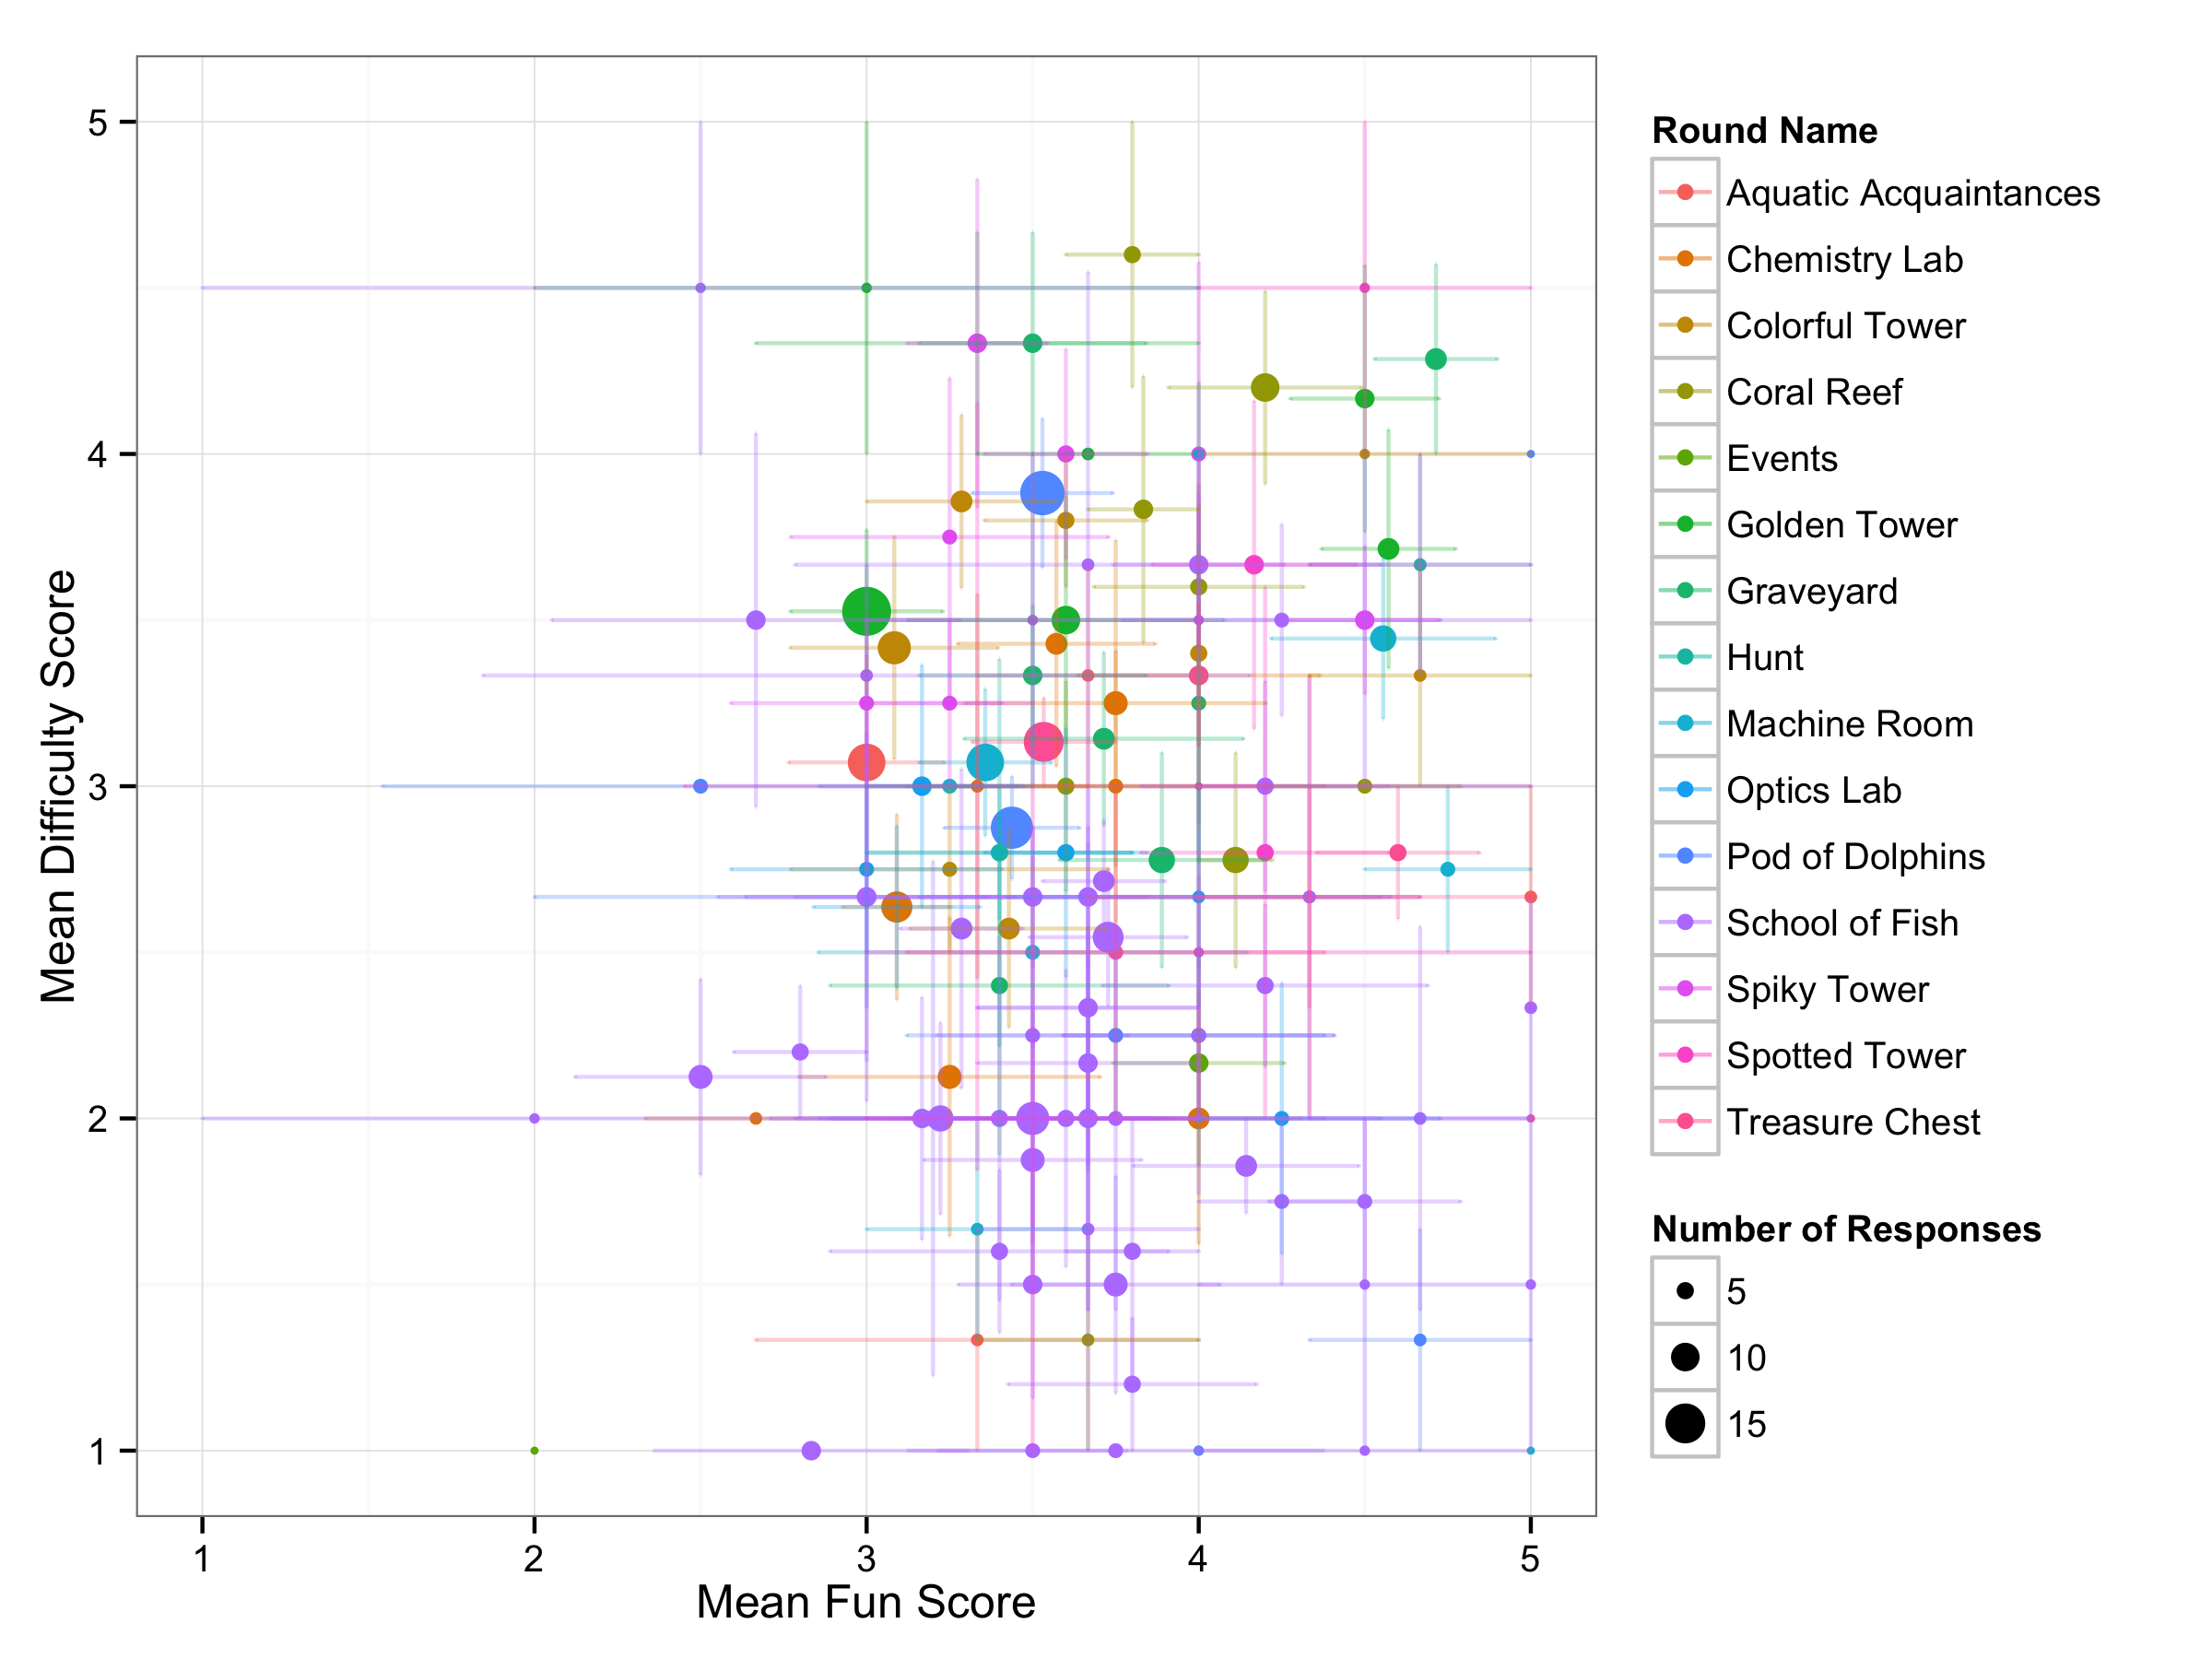 5
4
3
2
1
Mean Difficulty Score
1 2 3 4 5
Mean Fun Score
Round Name
Aquatic Acquaintances
Chemistry Lab
Colorful Tower
Coral Reef
Events
Golden Tower
Graveyard
Hunt
Machine Room
Optics Lab
Pod of Dolphins
School of Fish
Spiky Tower
Spotted Tower
Treasure Chest
Number of Responses
5
10
15